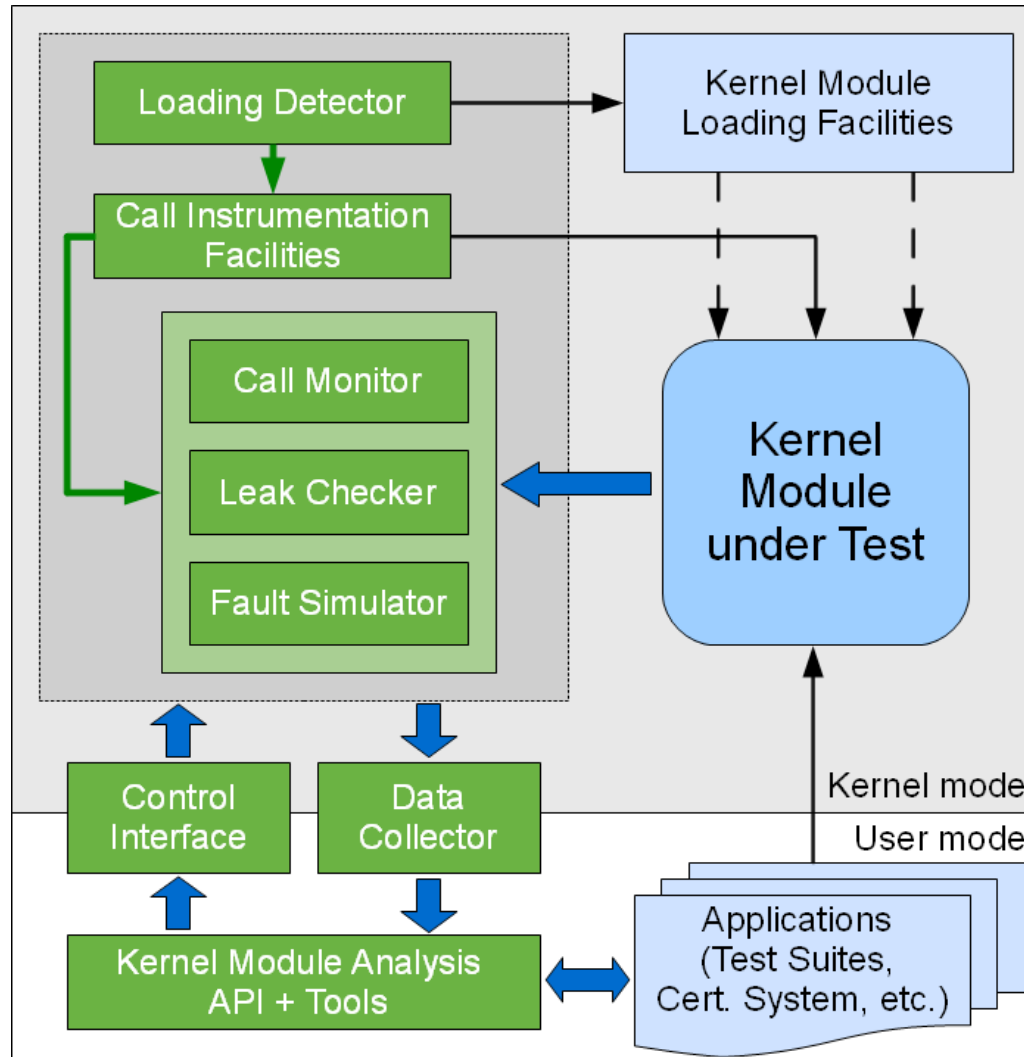 Loading Detector
Kernel Module
Loading Facilities
Call Instrumentation
Facilities
Call Monitor
Leak Checker
Fault Simulator
Kernel
Module
under Test
Control
Interface
Data
Collector
Kernel mode
User mode
Kernel Module Analysis
API + Tools
Applications
(Test Suites,
Cert. System, etc.)